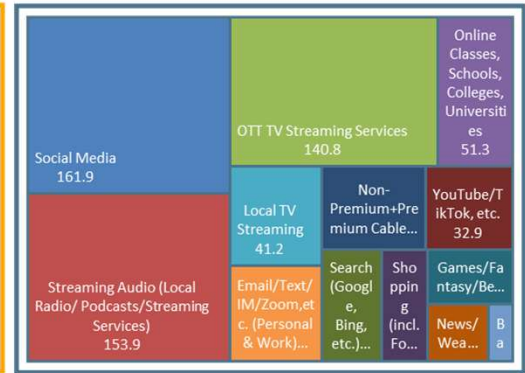 Social Media
161.9
Streaming Audio (Local
Radio/ Podcasts/Streaming
Services)
153.9
OTT TV Streaming Services
140.8
Online
Classes,
Schools,
Colleges,
Universiti
es
51.3
Local TV
Streaming
41.2
Non-
Premium+Pre
mium Cable...
YouTube/T
ikTok, etc.
32.9
Email/Text/
IM/Zoom,et
c. (Personal
& Work)...
Search
(Googl
e,
Bing,
etc.)...
Sho
ppin
g
(incl.
Fo...
Games/Fa
ntasy/Be...
News/
Wea...
B
a